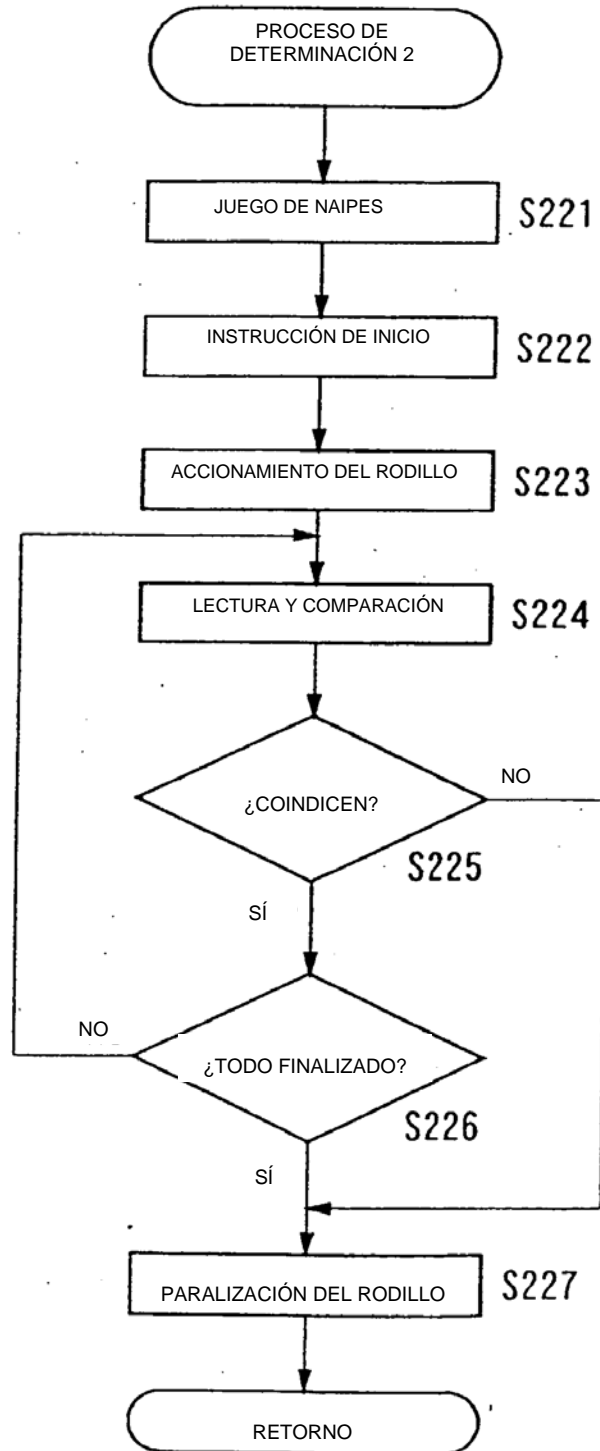 PROCESO DE
DETERMINACIÓN 2
JUEGO DE NAIPES
S221
INSTRUCCIÓN DE INICIO
S222
ACCIONAMIENTO DEL RODILLO
S223
LECTURA Y COMPARACIÓN
S224
¿COINDICEN?
NO
S225
SÍ
NO
¿TODO FINALIZADO?
S226
SÍ
PARALIZACIÓN DEL RODILLO
S227
RETORNO